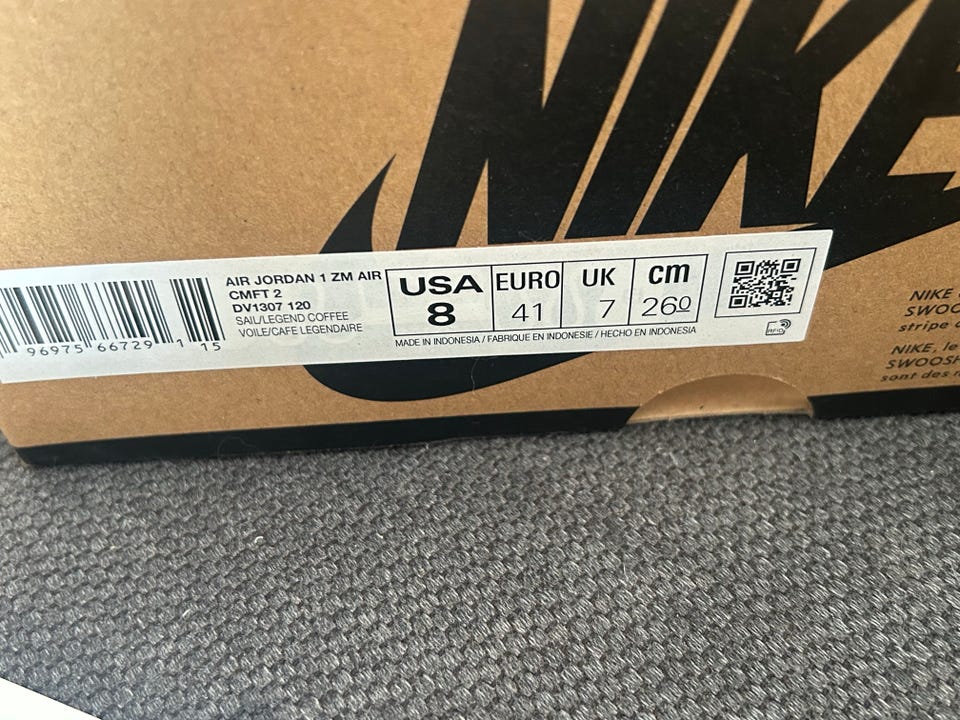 NIKE
AIR JORDAN 1 ZM AIR
CMFT 2
DV1307 120
SAIL/LEGEND COFFEE
VOILE/CAFE LEGENDAIRE
96975 66729 1 15
USA EURO UK cm
8 41 7 260
MADE IN INDONESIA / FABRIQUE EN INDONESIE / HECHO EN INDONESIA
RFID
NIKE
SWOO
stripe
NIKE, le
SWOOSH
sont des